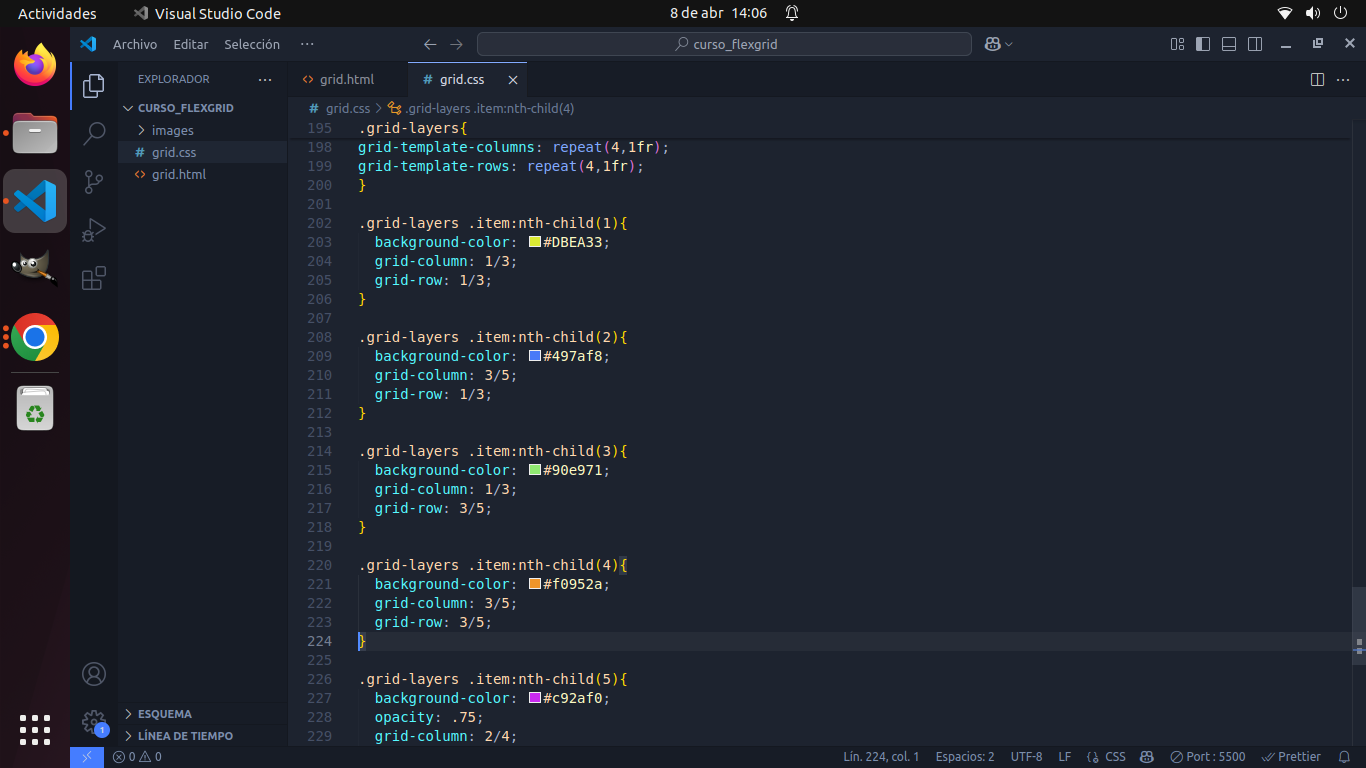 Actividades
Visual Studio Code
8 de abr 14:06
Archivo Editar Selección ···
curso_flexgrid
EXPLORADOR ···
grid.html
# grid.css
CURSO_FLEXGRID
images
# grid.css
grid.html
# grid.css > .grid-layers .item:nth-child(4)
195 .grid-layers{
198 grid-template-columns: repeat(4,1fr);
199 grid-template-rows: repeat(4,1fr);
200 }
201
202 .grid-layers .item:nth-child(1){
203   background-color: #DBEA33;
204   grid-column: 1/3;
205   grid-row: 1/3;
206 }
207
208 .grid-layers .item:nth-child(2){
209   background-color: #497af8;
210   grid-column: 3/5;
211   grid-row: 1/3;
212 }
213
214 .grid-layers .item:nth-child(3){
215   background-color: #90e971;
216   grid-column: 1/3;
217   grid-row: 3/5;
218 }
219
220 .grid-layers .item:nth-child(4){
221   background-color: #f0952a;
222   grid-column: 3/5;
223   grid-row: 3/5;
224 }
225
226 .grid-layers .item:nth-child(5){
227   background-color: #c92af0;
228   opacity: .75;
229   grid-column: 2/4;
ESQUEMA
LÍNEA DE TIEMPO
1
0 0
Lín. 224, col. 1
Espacios: 2
UTF-8
LF
CSS
Port : 5500
Prettier